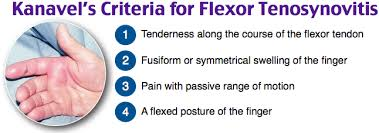 Kanavel's Criteria for Flexor Tenosynovitis
1 Tenderness along the course of the flexor tendon
2 Fusiform or symmetrical swelling of the finger
3 Pain with passive range of motion
4 A flexed posture of the finger